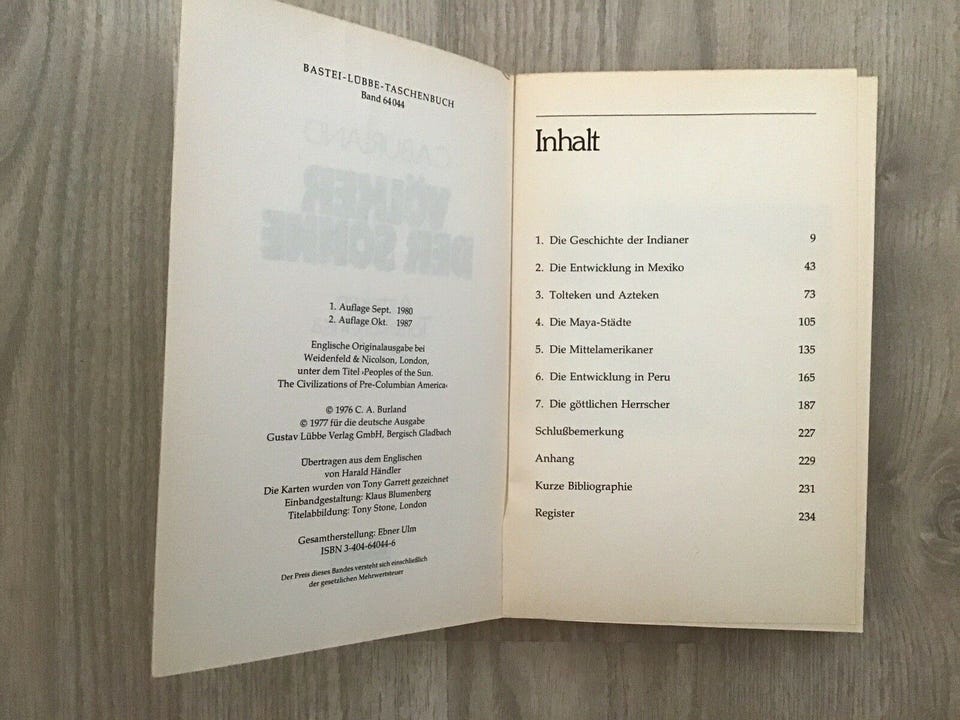 BASTEI-LÜBBE-TASCHENBUCH
Band 64044
1. Auflage Sept. 1980
2. Auflage Okt. 1987
Englische Originalausgabe bei
Weidenfeld & Nicolson, London,
unter dem Titel ›Peoples of the Sun.
The Civilizations of Pre-Columbian America‹
© 1976 C. A. Burland
© 1977 für die deutsche Ausgabe
Gustav Lübbe Verlag GmbH, Bergisch Gladbach
Übertragen aus dem Englischen
von Harald Händler
Die Karten wurden von Tony Garrett gezeichnet
Einbandgestaltung: Klaus Blumenberg
Titelabbildung: Tony Stone, London
Gesamtherstellung: Ebner Ulm
ISBN 3-404-64044-6
Der Preis dieses Bandes versteht sich einschließlich
der gesetzlichen Mehrwertsteuer
Inhalt
1. Die Geschichte der Indianer 9
2. Die Entwicklung in Mexiko 43
3. Tolteken und Azteken 73
4. Die Maya-Städte 105
5. Die Mittelamerikaner 135
6. Die Entwicklung in Peru 165
7. Die göttlichen Herrscher 187
Schlußbemerkung 227
Anhang 229
Kurze Bibliographie 231
Register 234